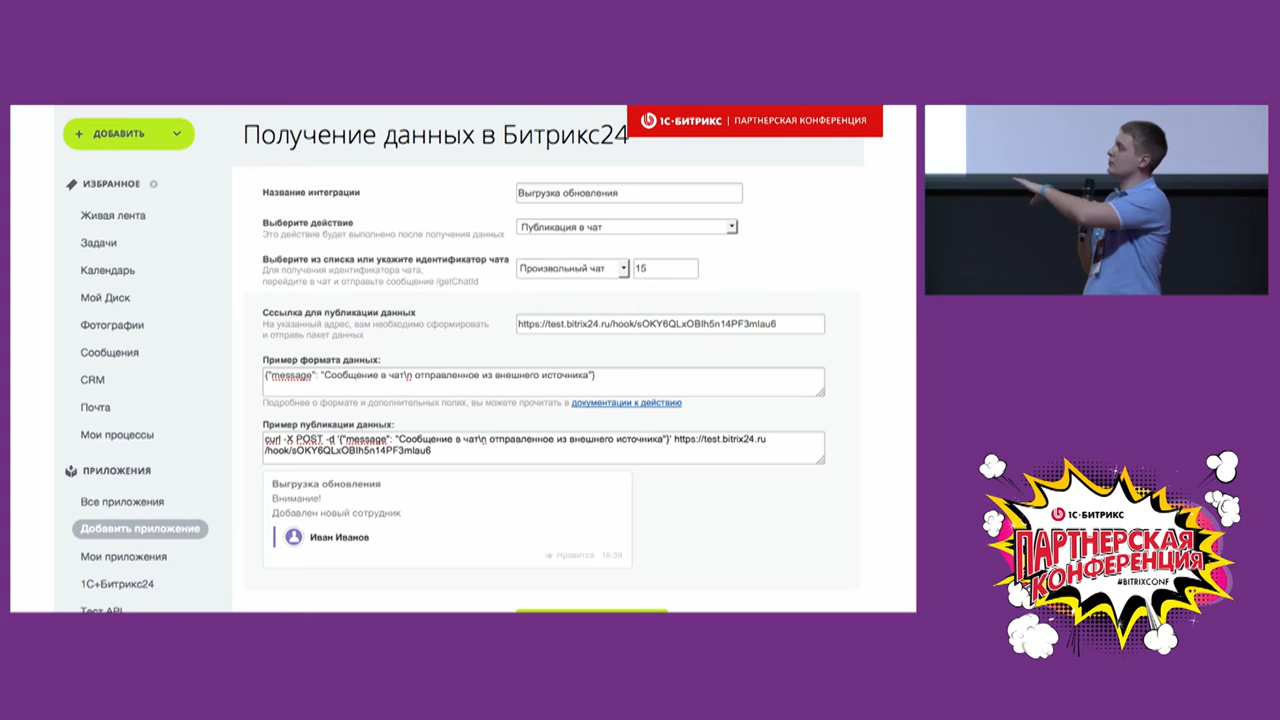 + ДОБАВИТЬ
Получение данных в Битрикс24
1С-БИТРИКС | ПАРТНЕРСКАЯ КОНФЕРЕНЦИЯ
ИЗБРАННОЕ
Живая лента
Задачи
Календарь
Мой Диск
Фотографии
Сообщения
CRM
Почта
Мои процессы
ПРИЛОЖЕНИЯ
Все приложения
Добавить приложение
Мои приложения
1С+Битрикс24
Тест API
Название интеграции
Выгрузка обновления
Выберите действие
Это действие будет выполнено после получения данных
Публикация в чат
Выберите из списка или укажите идентификатор чата
Для получения идентификатора чата,
перейдите в чат и отправьте сообщение /getChatId
Произвольный чат
15
Сссылка для публикации данных
На указанный адрес, вам необходимо сформировать
и отправь пакет данных
https://test.bitrix24.ru/hook/sOKY6QLxOBIh5n14PF3mlau6
Пример формата данных:
{"message": "Сообщение в чат\n отправленное из внешнего источника"}
Подробнее о формате и дополнительных полях, вы можете прочитать в документации к действию
Пример публикации данных:
curl -X POST -d '{"message": "Сообщение в чат\n отправленное из внешнего источника"}' https://test.bitrix24.ru
/hook/sOKY6QLxOBIh5n14PF3mlau6
Выгрузка обновления
Внимание!
Добавлен новый сотрудник
Иван Иванов
Нравится 16:39
1С-БИТРИКС
ПАРТНЕРСКАЯ
КОНФЕРЕНЦИЯ
#BITRIXCONF